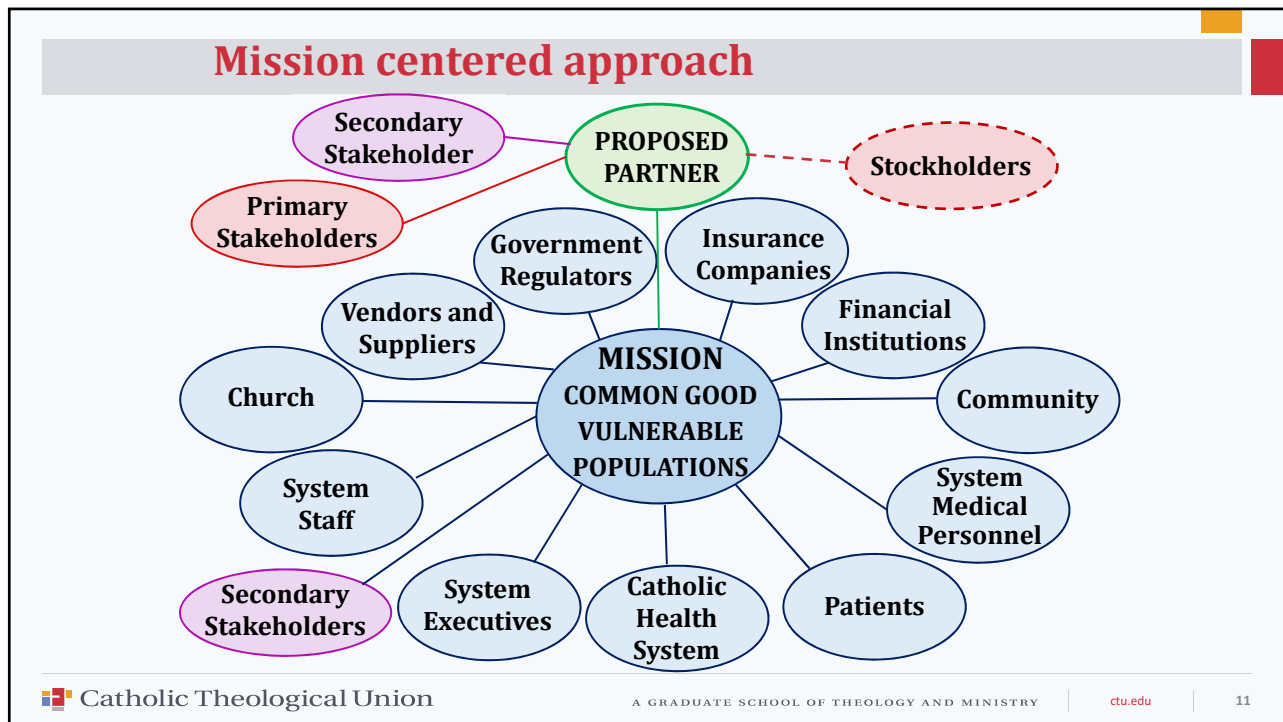 Mission centered approach
Secondary
Stakeholder
PROPOSED
PARTNER
Stockholders
Primary
Stakeholders
Government
Regulators
Insurance
Companies
Vendors and
Suppliers
Financial
Institutions
MISSION
COMMON GOOD
VULNERABLE
POPULATIONS
Church
Community
System
Staff
System
Medical
Personnel
Secondary
Stakeholders
System
Executives
Catholic
Health
System
Patients
Catholic Theological Union
A GRADUATE SCHOOL OF THEOLOGY AND MINISTRY
ctu.edu
11